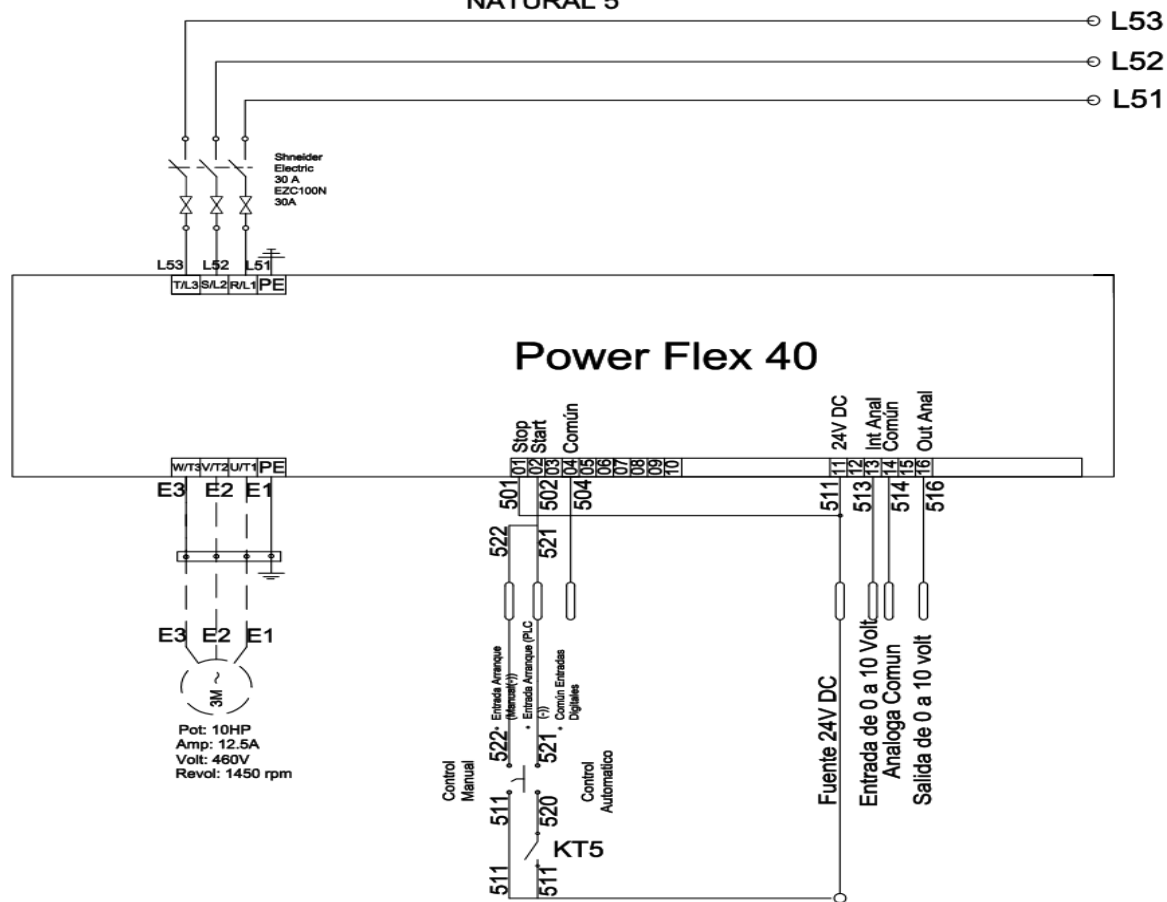 NATURAL 5
L53
L52
L51
Shneider
Electric
30 A
EZC100N
30A
L53 L52 L51
T/L3 S/L2 R/L1 PE
Power Flex 40
Stop
Start
Común
24V DC
Int Anal
Común
Out Anal
W/T3 V/T2 U/T1 PE
01 02 03 04 05 06 07 08 09 10
11 12 13 14 15 16
E3 E2 E1
501 502 504
511 513 514 516
522 521
E3 E2 E1
3M ~
Pot: 10HP
Amp: 12.5A
Volt: 460V
Revol: 1450 rpm
* Entrada Arranque
(Manual(-))
* Entrada Arranque (PLC
(-))
* Común Entradas
Digitales
522 521
Control
Manual
Control
Automatico
511 520
KT5
511 511
Fuente 24V DC
Entrada de 0 a 10 Volt
Analoga Comun
Salida de 0 a 10 volt